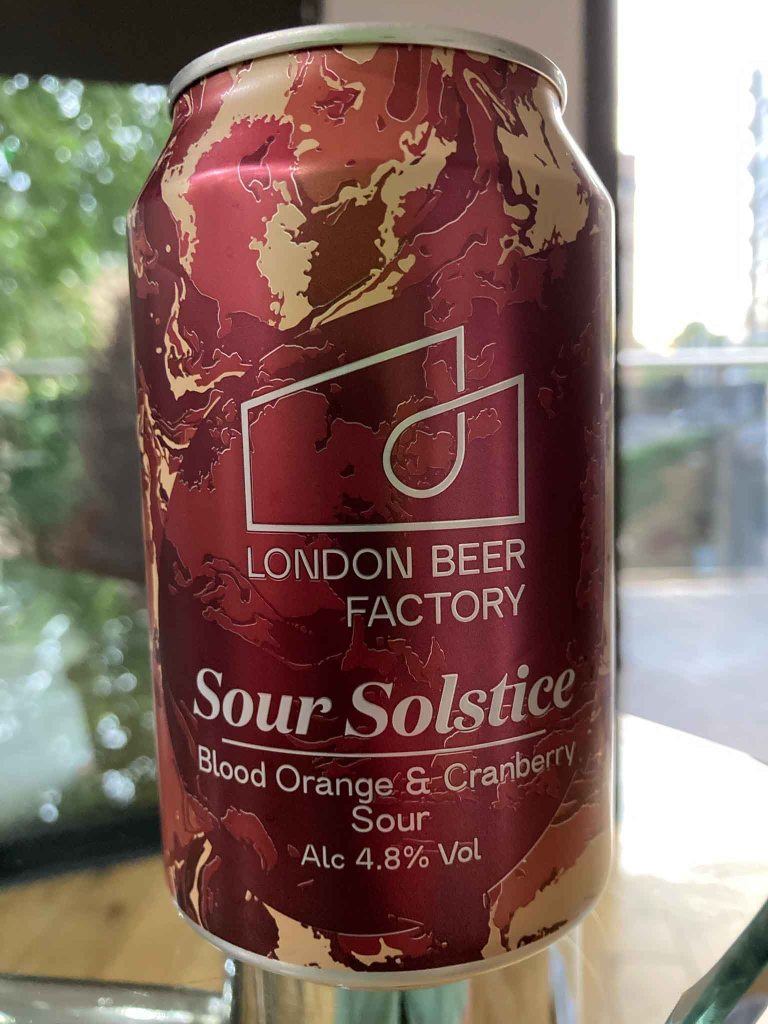 LONDON BEER
FACTORY
Sour Solstice
Blood Orange & Cranberry
Sour
Alc 4.8% Vol